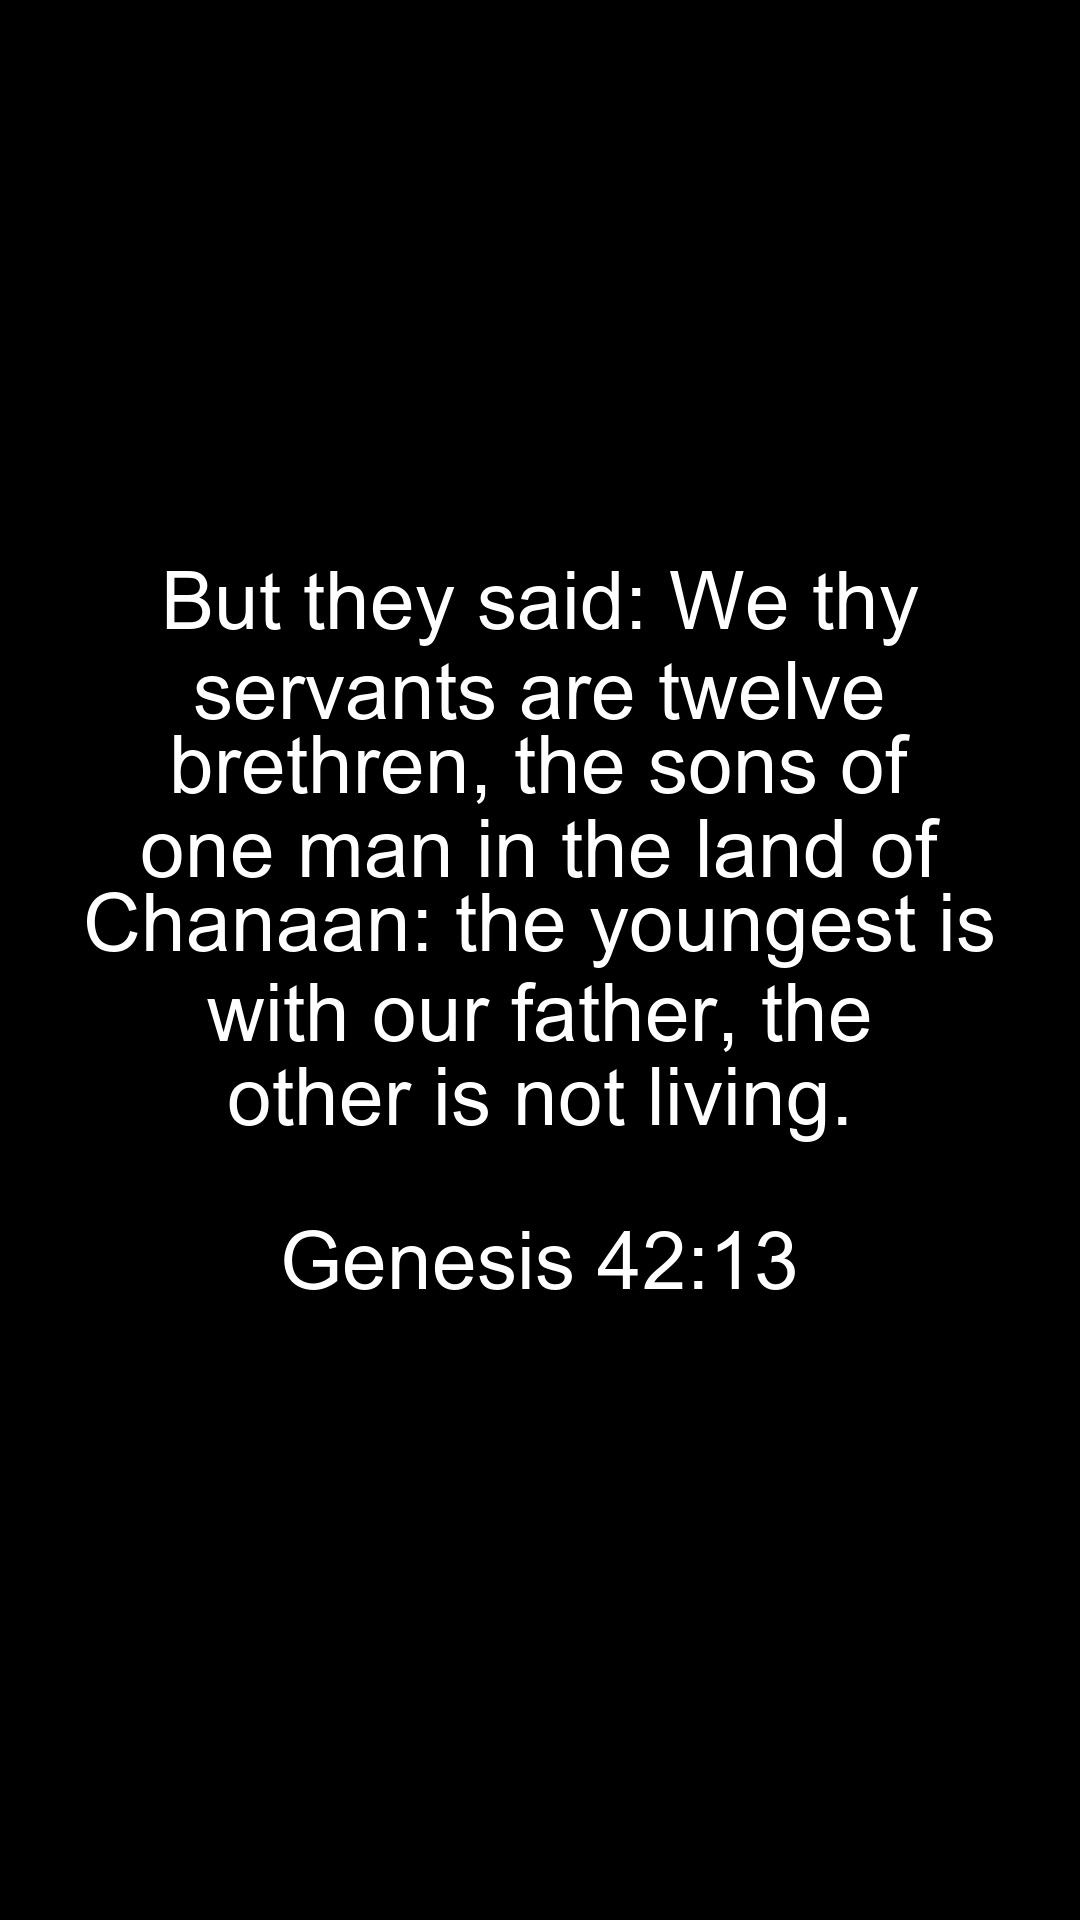 But they said: We thy
servants are twelve
brethren, the sons of
one man in the land of
Chanaan: the youngest is
with our father, the
other is not living.
Genesis 42:13